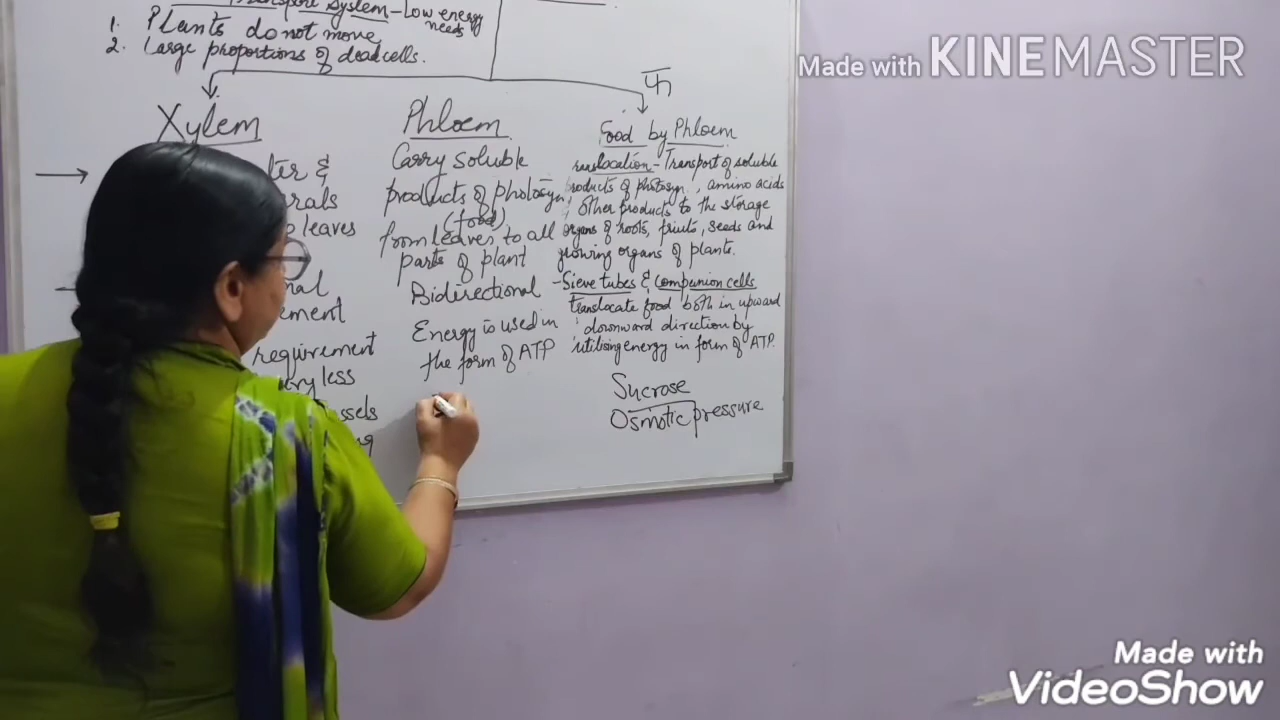 Transport System - Low energy
needs
1. Plants do not move
2. Large proportions of dead cells.
Xylem
&
leaves
requirement
less
Phloem
Carry soluble
products of photosyn
(food)
from leaves to all
parts of plant
Bidirectional
Energy is used in
the form of ATP
Food by Phloem
Translocation - Transport of soluble
products of photosyn, amino acids
& other products to the storage
organs of roots, fruits, seeds and
growing organs of plants.
- Sieve tubes & companion cells
translocate food both in upward
downward direction by
utilising energy in form of ATP.
Sucrose
Osmotic pressure
Made with KINEMASTER
Made with
VideoShow